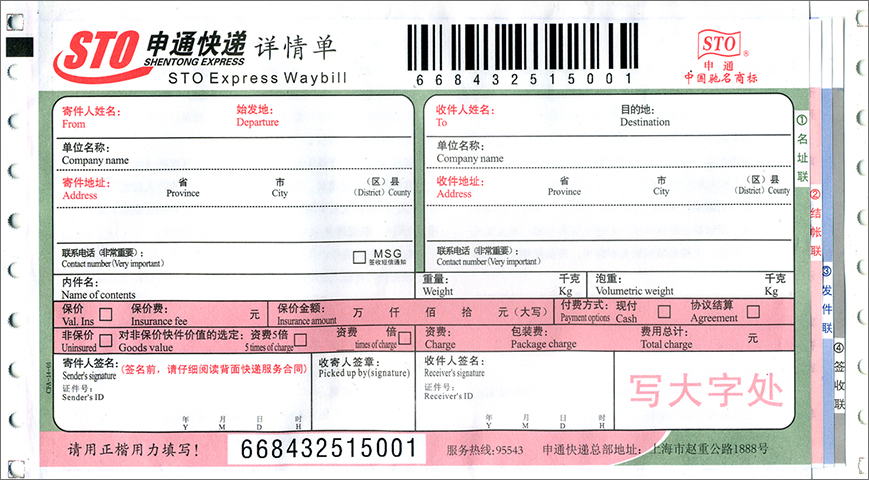 STO 申通快递 详情单
SHENTONG EXPRESS
STO Express Waybill
668432515001
STO ®
申 通
中国驰名商标
寄件人姓名: 始发地:
From Departure
收件人姓名: 目的地:
To Destination
单位名称:
Company name
单位名称:
Company name
寄件地址: 省 市 (区)县
Address Province City (District) County
收件地址: 省 市 (区)县
Address Province City (District) County
联系电话(非常重要): MSG
Contact number(Very important) 签收短信通知
联系电话(非常重要):
Contact number(Very important)
内件名:
Name of contents
重量: 千克 泡重: 千克
Weight Kg Volumetric weight Kg
保价 保价费: 元 保价金额: 万 仟 佰 拾 元(大写) 付费方式: 现付 协议结算
Val. Ins Insurance fee Insurance amount Payment options Cash Agreement
非保价 对非保价快件价值的选定: 资费5倍 资费 倍 资费: 包装费: 费用总计: 元
Uninsured Goods value 5 times of charge times of charge Charge Package charge Total charge
寄件人签名: (签名前,请仔细阅读背面快递服务合同)
Sender's signature
证件号:
Sender's ID
年 月 日 时
Y M D H
收寄人签章:
Picked up by(signature)
收件人签名:
Receiver's signature
证件号:
Receiver's ID
年 月 日 时
Y M D H
写大字处
请用正楷用力填写! 668432515001 服务热线:95543 申通快递总部地址: 上海市赵重公路1888号
①名址联
②结帐联
③发件联
④签收联